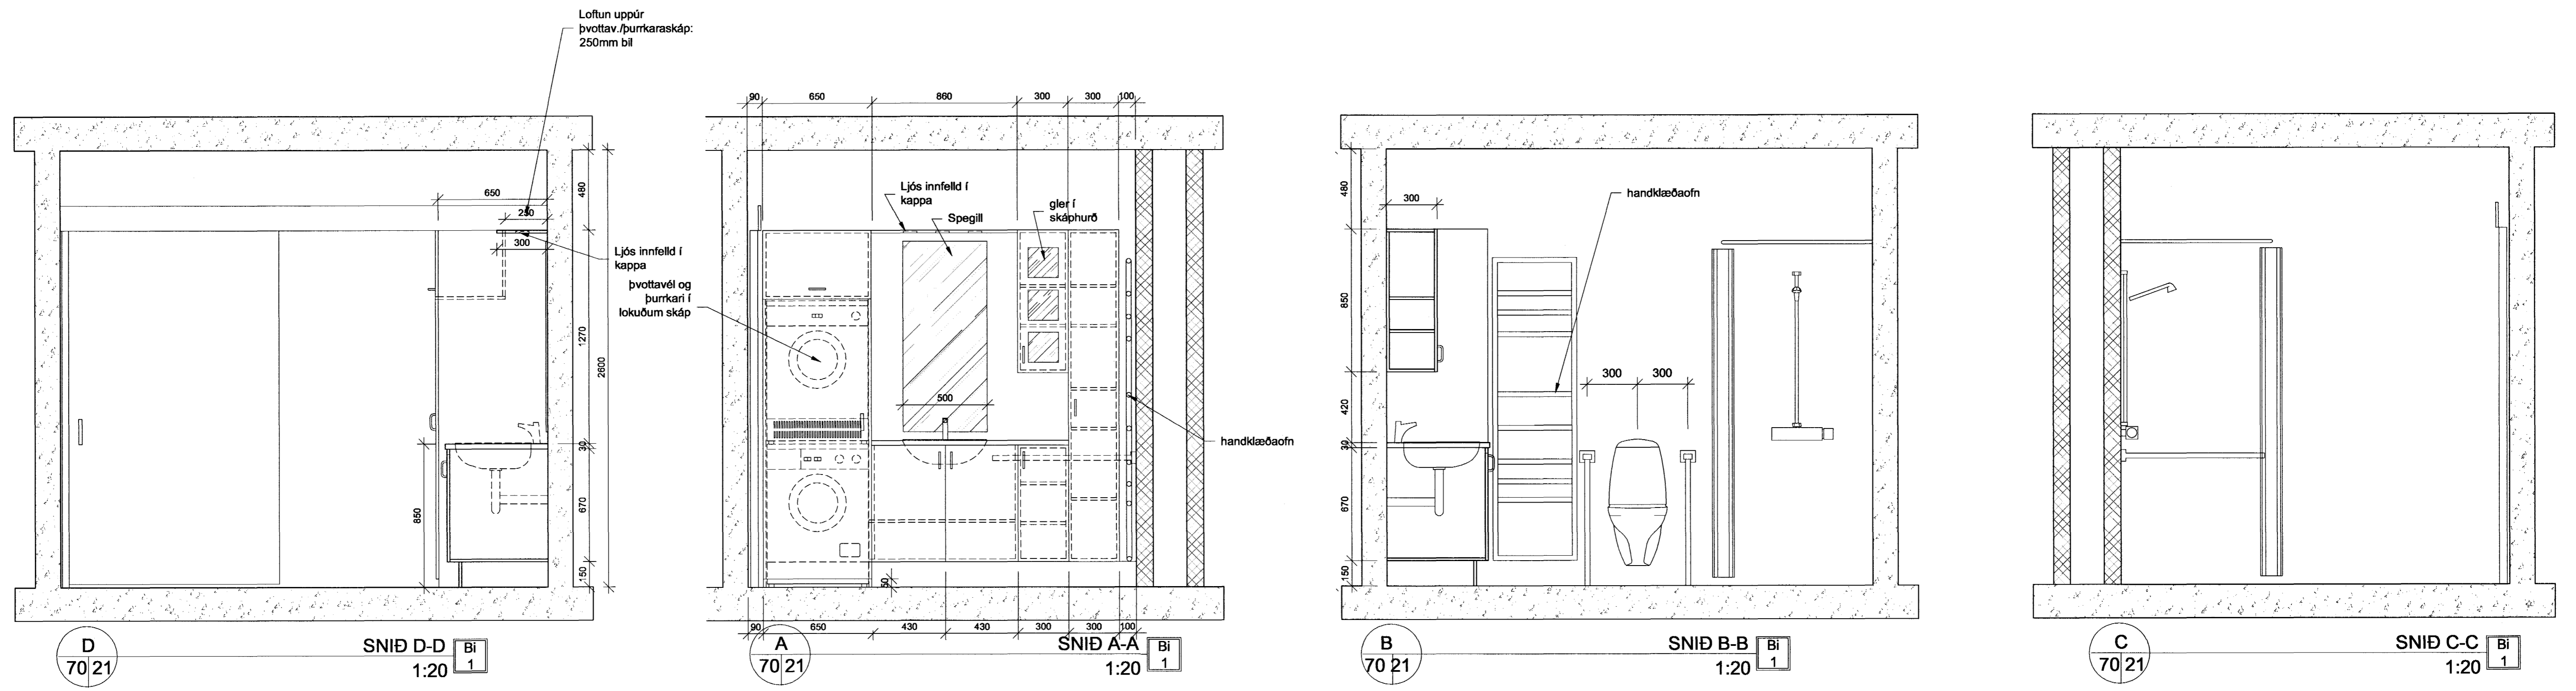 Loftun uppúr
þvottav./þurrkaraskáp:
250mm bil
650
250
300
480
1270
2600
30
670
150
850
Ljós innfelld í
kappa
þvottavél og
þurrkari í
lokuðum skáp
D
70 21
SNIÐ D-D
1:20
Bi
1
90
650
860
300
300
100
Ljós innfelld í
kappa
Spegill
gler í
skáphurð
500
handklæðaofn
50
90
650
430
430
300
300
100
A
70 21
SNIÐ A-A
1:20
Bi
1
480
850
420
30
670
150
300
handklæðaofn
300
300
B
70 21
SNIÐ B-B
1:20
Bi
1
C
70 21
SNIÐ C-C
1:20
Bi
1